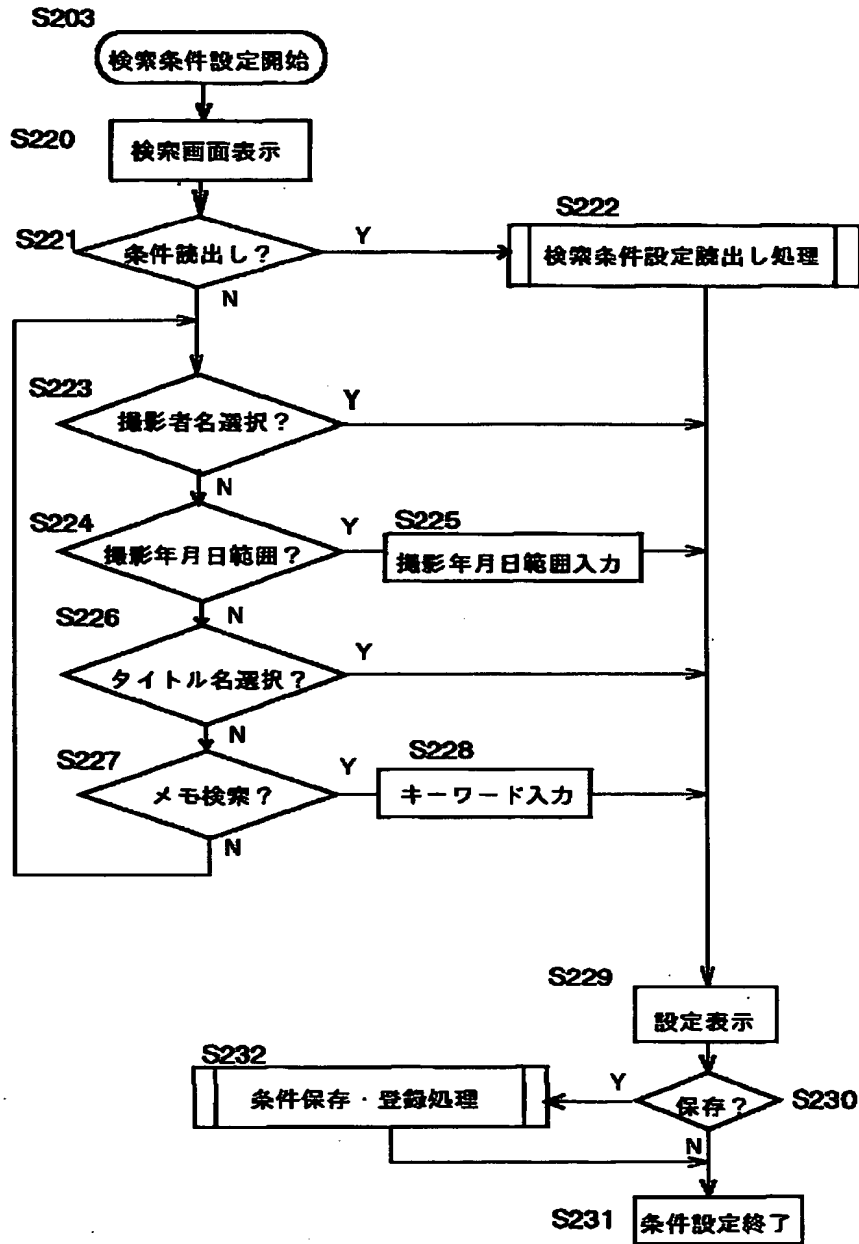 S203
検索条件設定開始
S220
検索画面表示
S221
条件読出し?
Y
N
S222
検索条件設定読出し処理
S223
撮影者名選択?
Y
N
S224
撮影年月日範囲?
Y
N
S225
撮影年月日範囲入力
S226
タイトル名選択?
Y
N
S227
メモ検索?
Y
N
S228
キーワード入力
S229
設定表示
S230
保存?
Y
N
S232
条件保存・登録処理
S231
条件設定終了